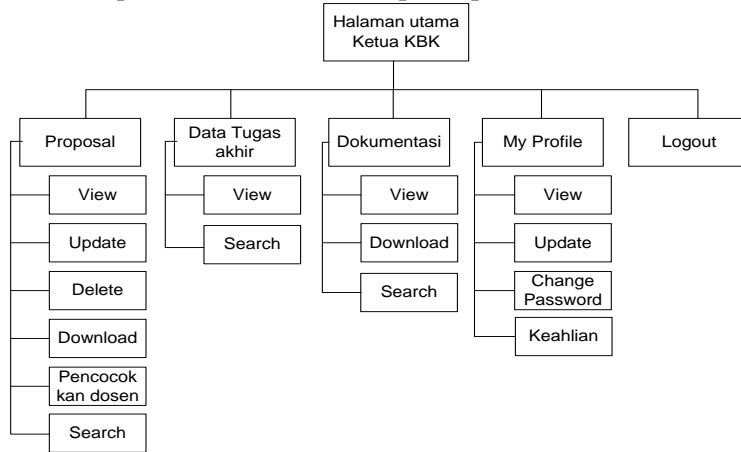 Halaman utama
Ketua KBK
Proposal
Data Tugas
akhir
Dokumentasi
My Profile
Logout
View
View
View
View
Update
Search
Download
Update
Delete
Search
Change
Password
Download
Keahlian
Pencocok
kan dosen
Search